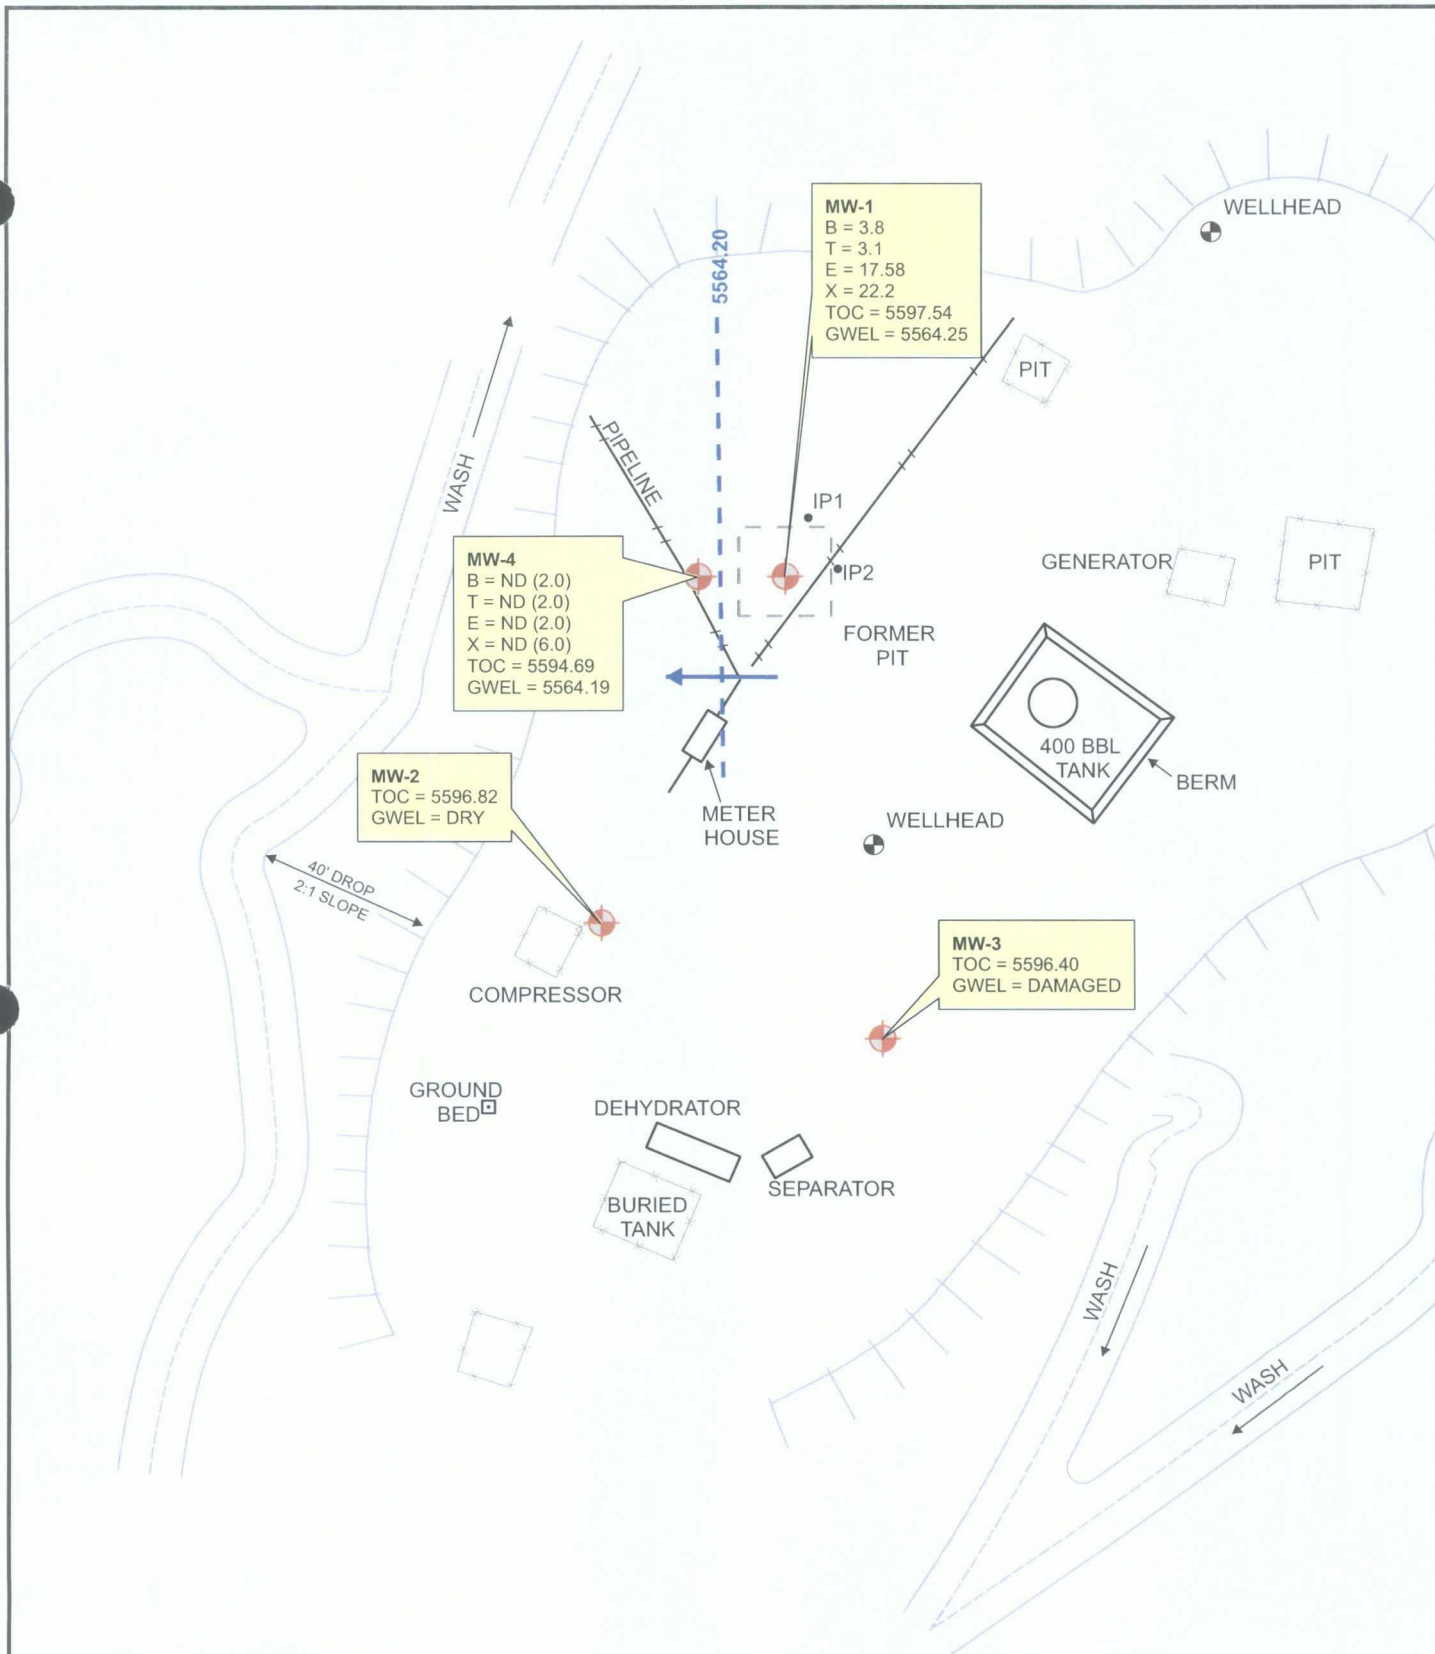 WELLHEAD
MW-1
B = 3.8
T = 3.1
E = 17.58
X = 22.2
TOC = 5597.54
GWEL = 5564.25
5564.20
PIT
PIPELINE
WASH
IP1
IP2
MW-4
B = ND (2.0)
T = ND (2.0)
E = ND (2.0)
X = ND (6.0)
TOC = 5594.69
GWEL = 5564.19
GENERATOR
PIT
FORMER
PIT
400 BBL
TANK
BERM
MW-2
TOC = 5596.82
GWEL = DRY
METER
HOUSE
WELLHEAD
40' DROP
2:1 SLOPE
MW-3
TOC = 5596.40
GWEL = DAMAGED
COMPRESSOR
GROUND
BED
DEHYDRATOR
SEPARATOR
BURIED
TANK
WASH
WASH